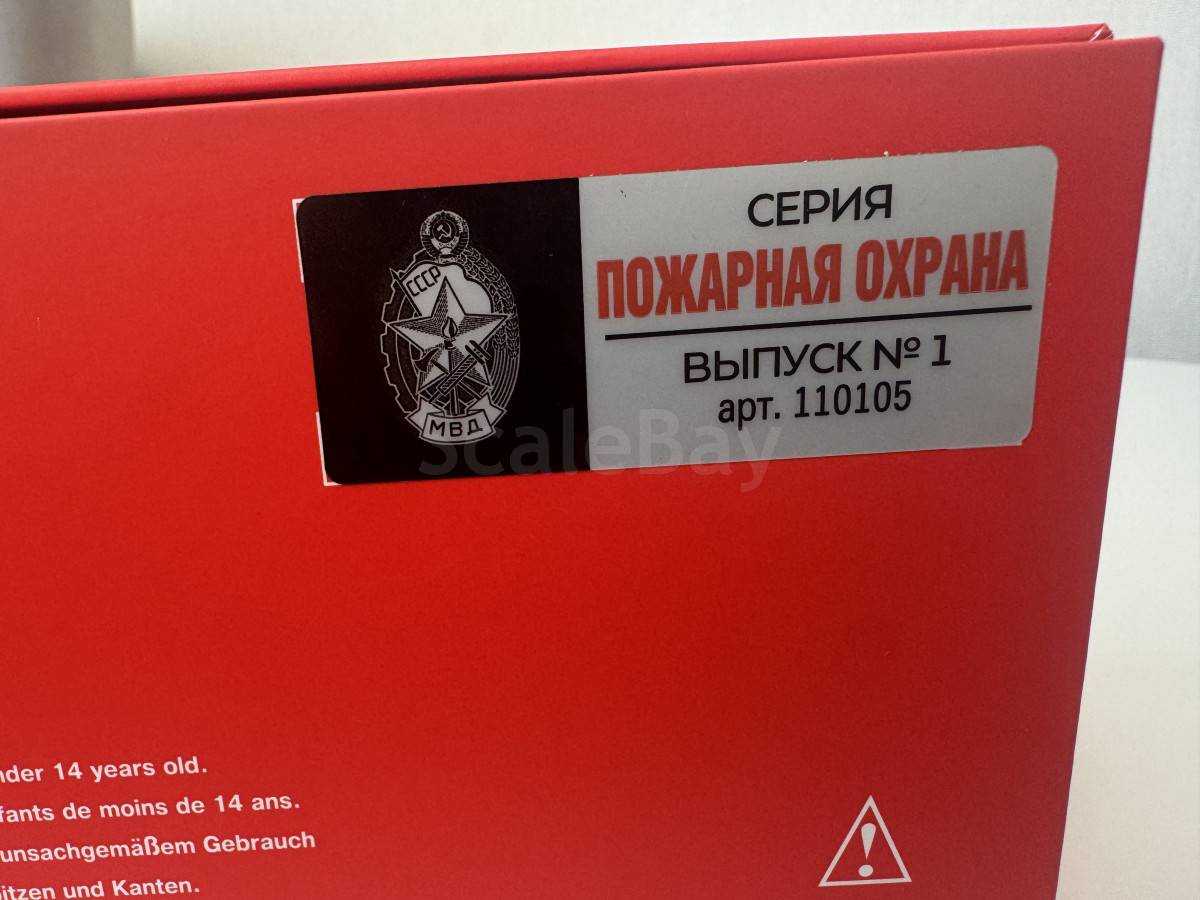 СССР
МВД
СЕРИЯ
ПОЖАРНАЯ ОХРАНА
ВЫПУСК № 1
арт. 110105
ScaleBay
nder 14 years old.
fants de moins de 14 ans.
unsachgemäßem Gebrauch
pitzen und Kanten.